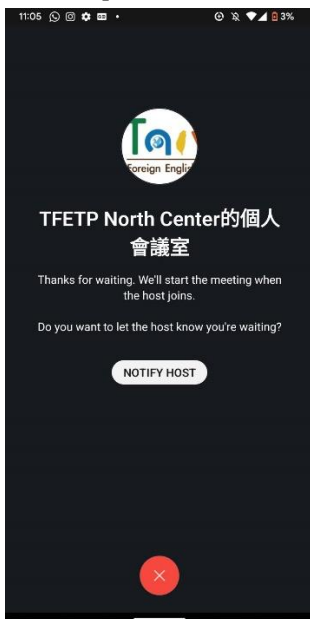 11:05
3%
Foreign Engli
TFETP North Center的個人
會議室
Thanks for waiting. We'll start the meeting when
the host joins.
Do you want to let the host know you're waiting?
NOTIFY HOST